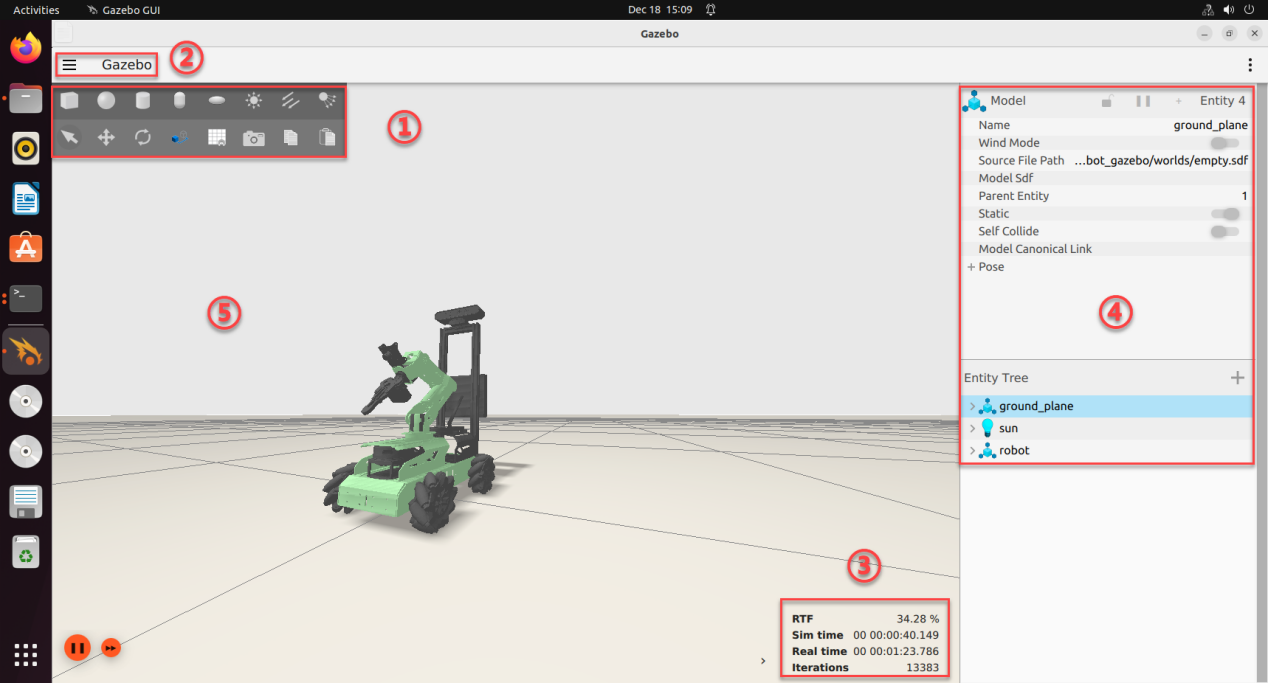 Activities Gazebo GUI Dec 18 15:09
Gazebo
Gazebo ②
①
Model Entity 4
Name ground_plane
Wind Mode
Source File Path ...bot_gazebo/worlds/empty.sdf
Model Sdf
Parent Entity 1
Static
Self Collide
Model Canonical Link
+ Pose
④
⑤
Entity Tree
ground_plane
sun
robot
③
RTF 34.28 %
Sim time 00 00:00:40.149
Real time 00 00:01:23.786
Iterations 13383